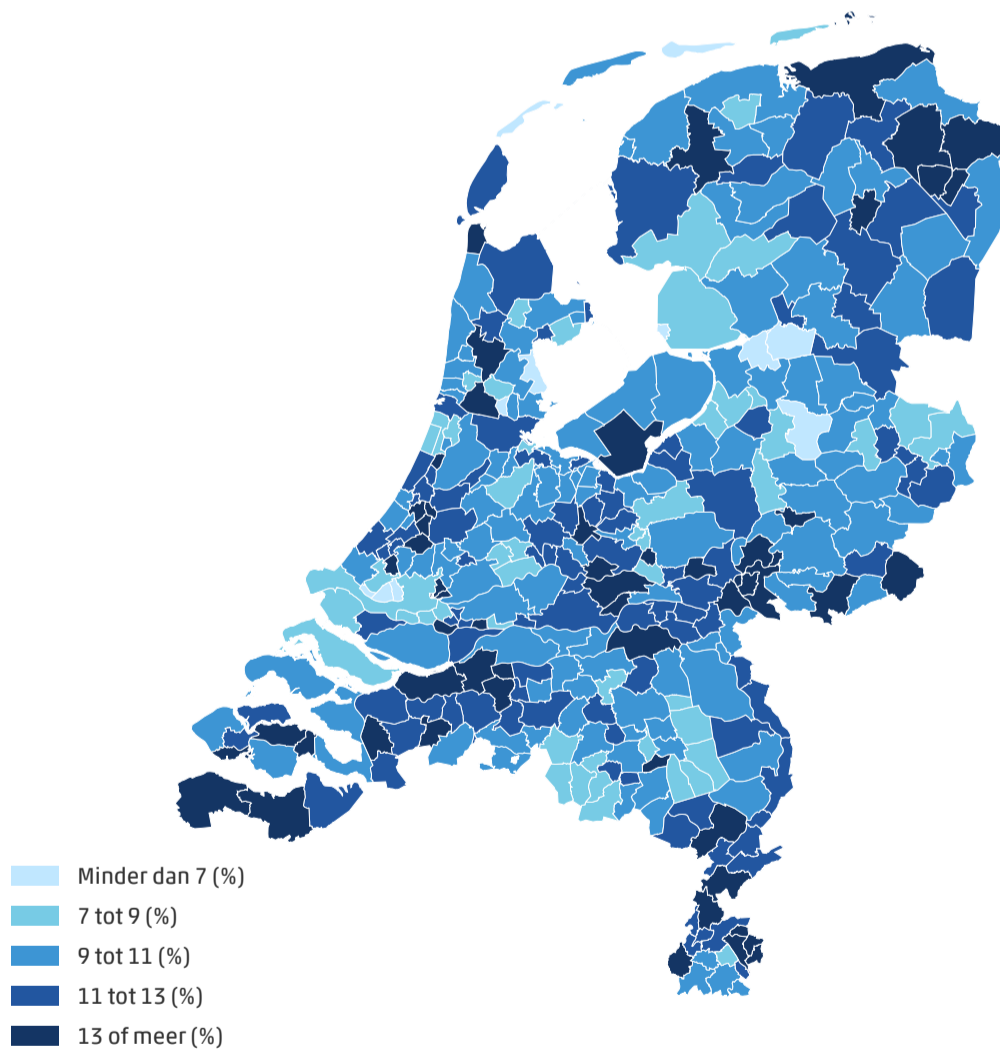 Minder dan 7 (%)
7 tot 9 (%)
9 tot 11 (%)
11 tot 13 (%)
13 of meer (%)